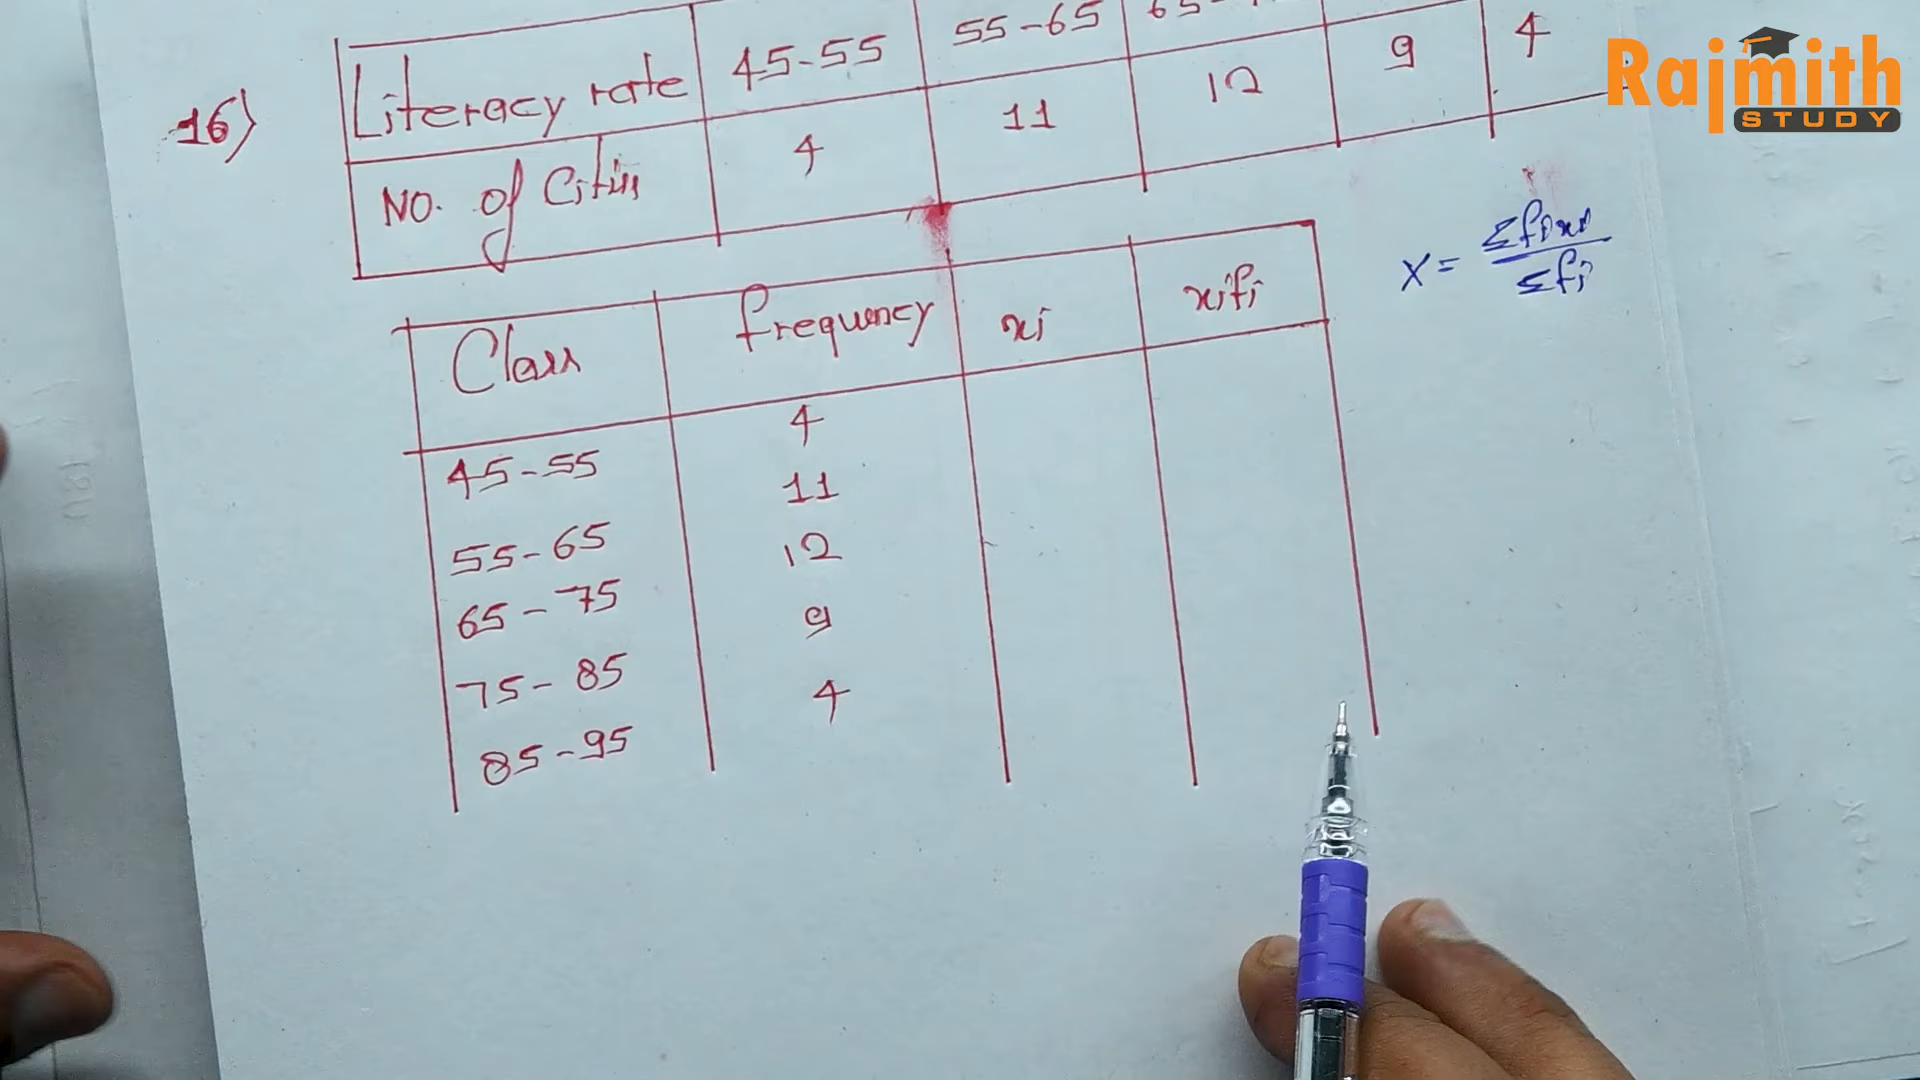 Rajmith
STUDY
16)
Literacy rate 45-55 55-65 65-
No. of Cities 4 11 12 9 4
x = Σfixi / Σfi
Class frequency xi xifi
45-55 4
55-65 11
65-75 12
75-85 9
85-95 4